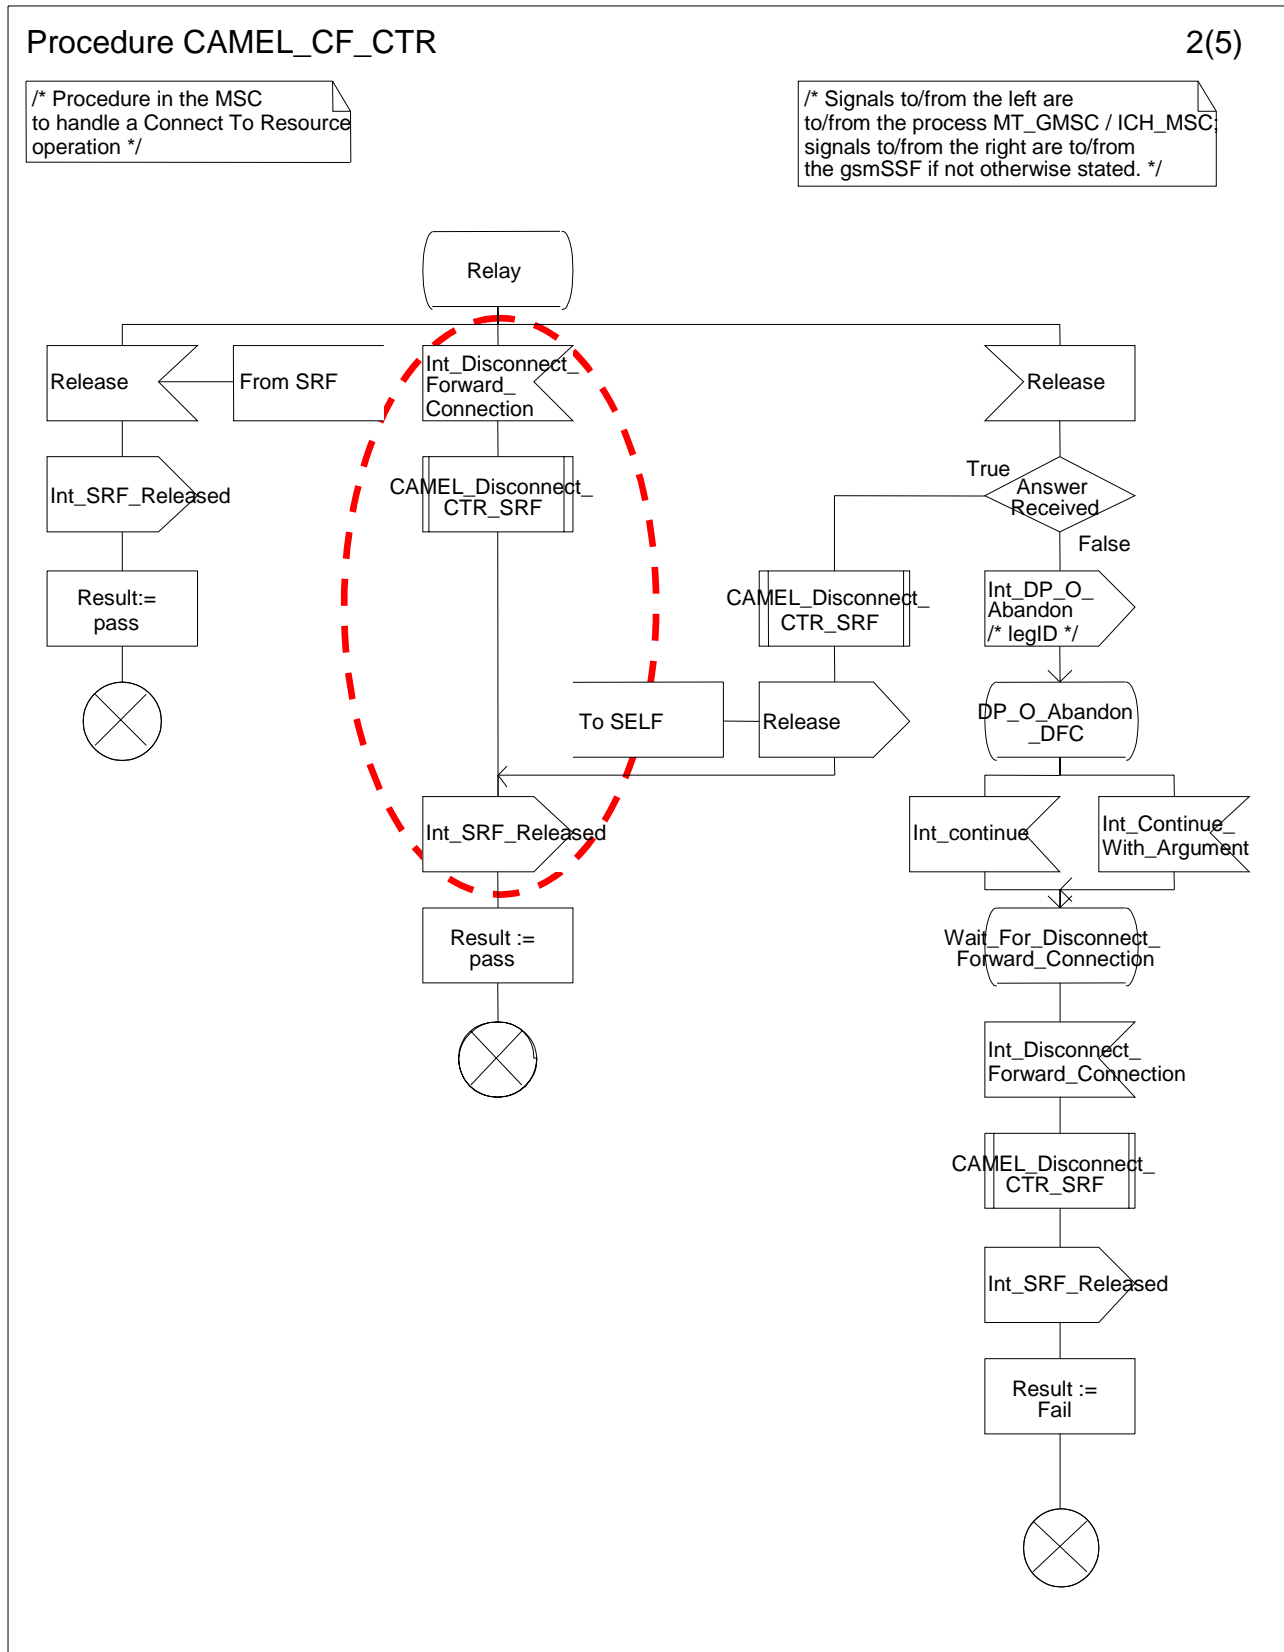 Procedure CAMEL_CF_CTR
2(5)
/* Procedure in the MSC
to handle a Connect To Resource
operation */
/* Signals to/from the left are
to/from the process MT_GMSC / ICH_MSC;
signals to/from the right are to/from
the gsmSSF if not otherwise stated. */
Relay
Release
From SRF
Int_Disconnect_
Forward_
Connection
Release
Int_SRF_Released
CAMEL_Disconnect_
CTR_SRF
True
Answer
Received
False
Result:=
pass
CAMEL_Disconnect_
CTR_SRF
Int_DP_O_
Abandon
/* legID */
To SELF
Release
DP_O_Abandon
_DFC
Int_SRF_Released
Int_continue
Int_Continue_
With_Argument
Result :=
pass
Wait_For_Disconnect_
Forward_Connection
Int_Disconnect_
Forward_Connection
CAMEL_Disconnect_
CTR_SRF
Int_SRF_Released
Result :=
Fail